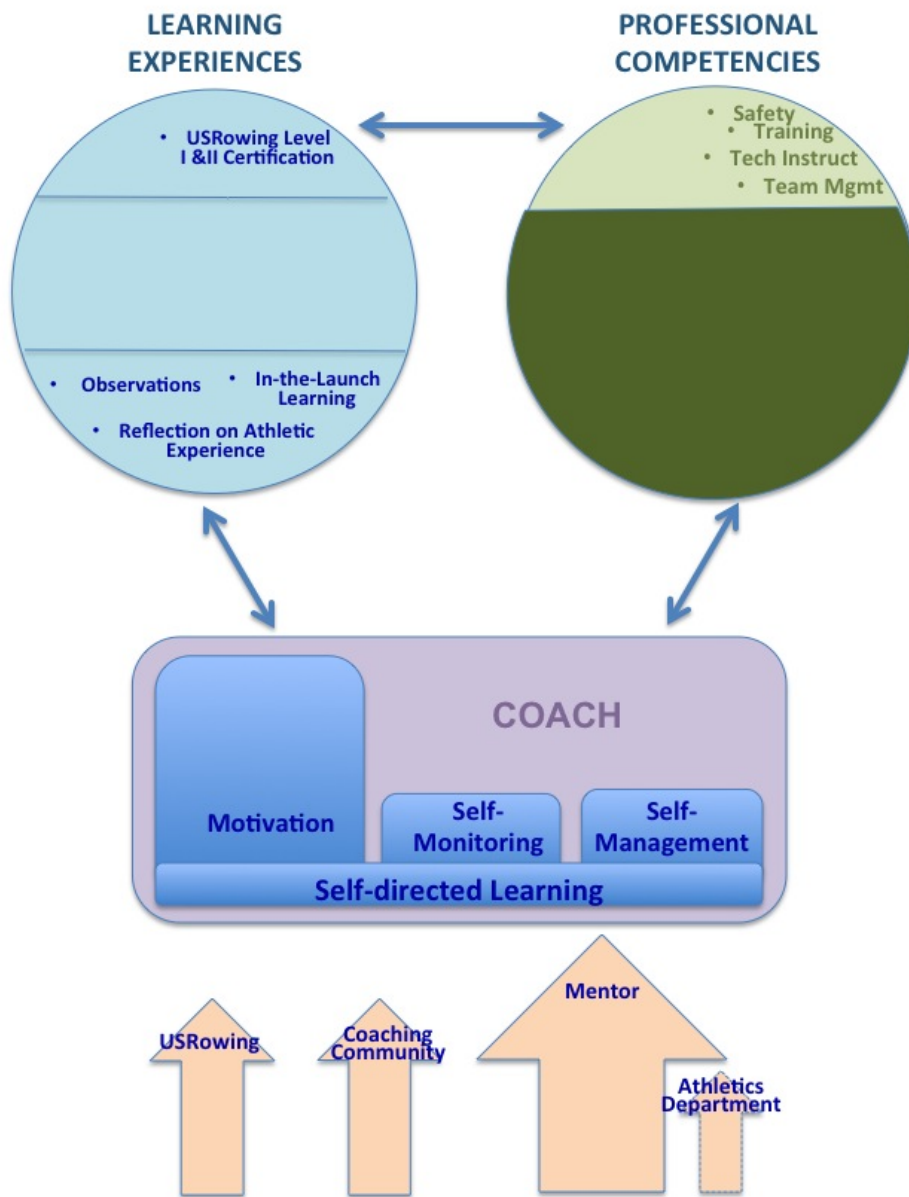 LEARNING
EXPERIENCES
PROFESSIONAL
COMPETENCIES
• USRowing Level
I &II Certification
• Safety
• Training
• Tech Instruct
• Team Mgmt
• Observations
• In-the-Launch
Learning
• Reflection on Athletic
Experience
COACH
Motivation
Self-
Monitoring
Self-
Management
Self-directed Learning
USRowing
Coaching
Community
Mentor
Athletics
Department